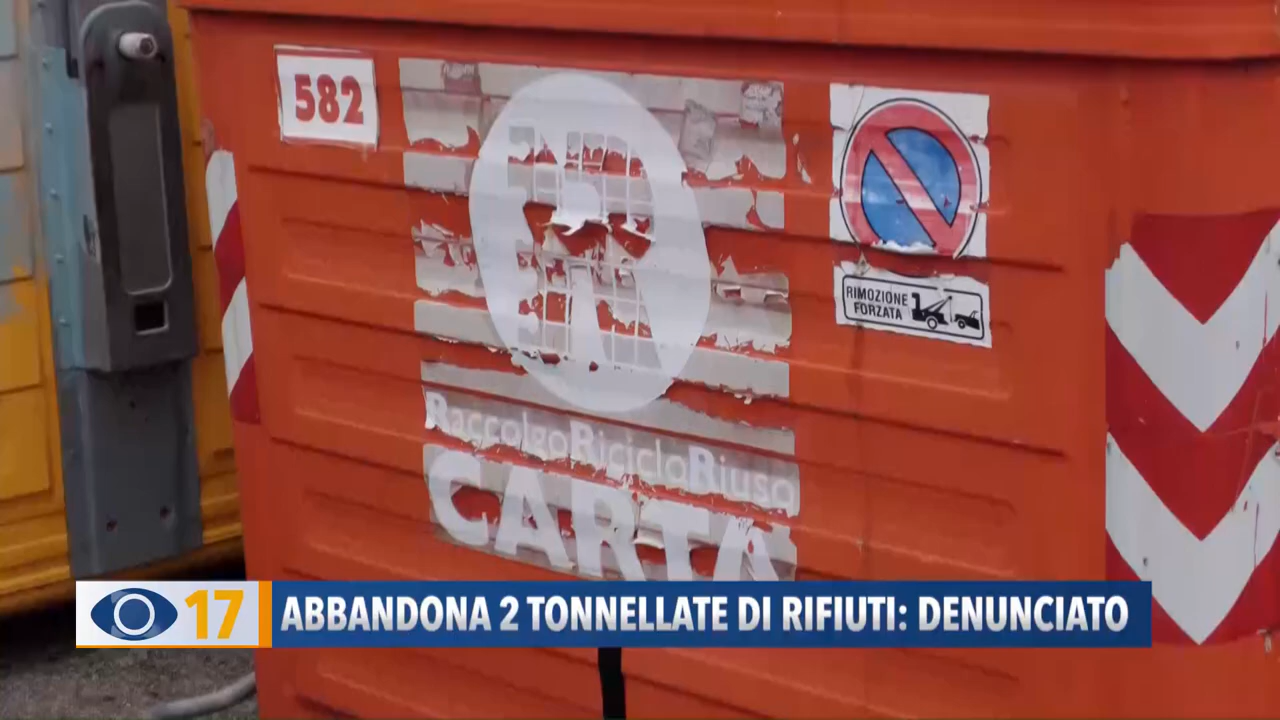 582
RIMOZIONE
FORZATA
RaccolgoRicicloRiuso
CARTA
17 ABBANDONA 2 TONNELLATE DI RIFIUTI: DENUNCIATO